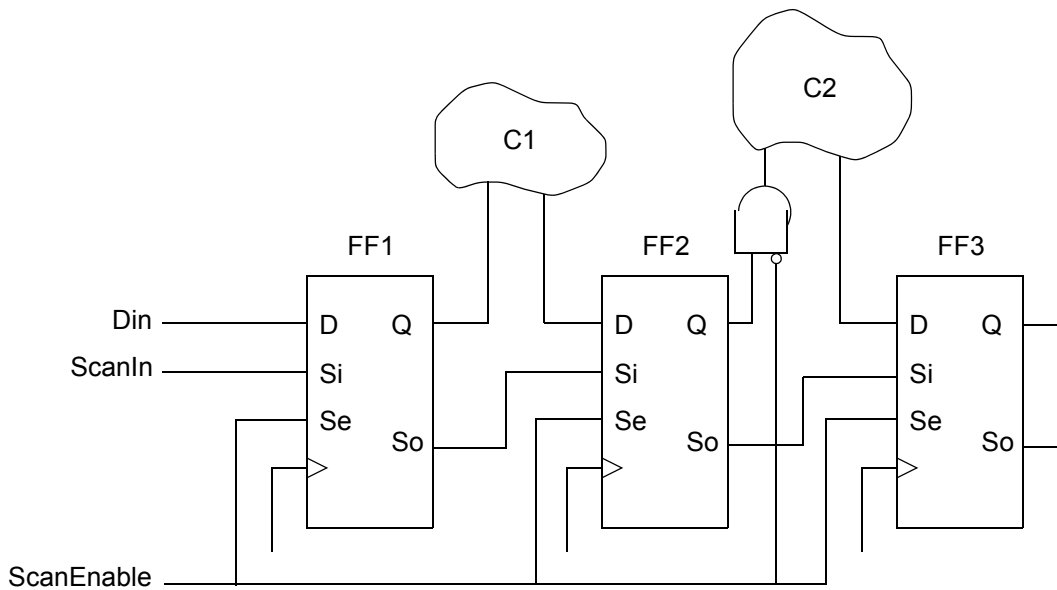 C2
C1
FF1
FF2
FF3
Din
D
Q
D
Q
D
Q
ScanIn
Si
Si
Si
Se
So
Se
So
Se
So
ScanEnable